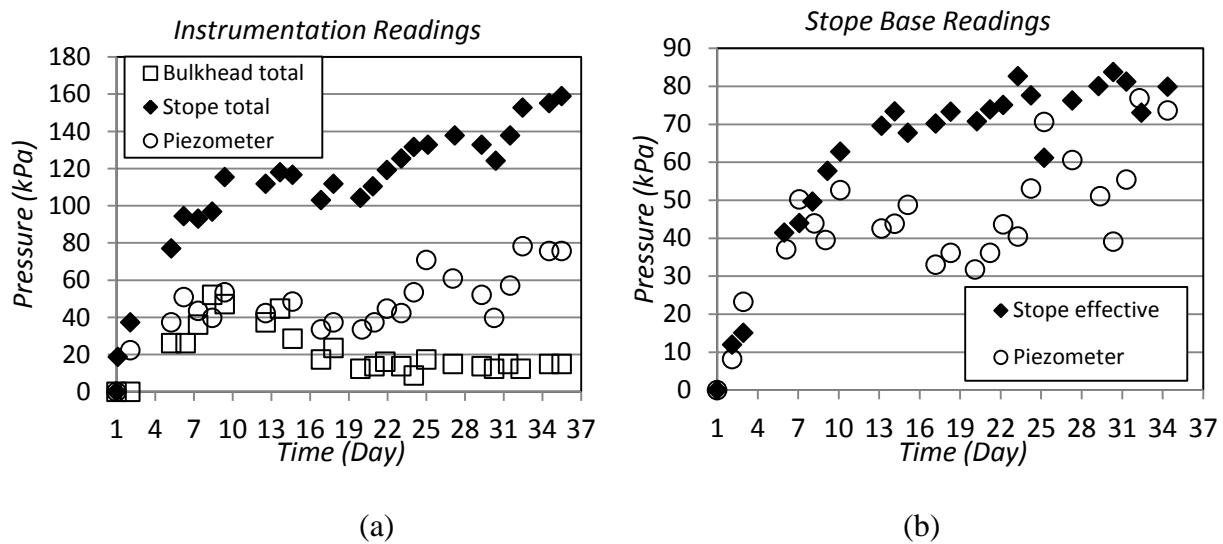 Instrumentation Readings
Pressure (kPa)
180
160
140
120
100
80
60
40
20
0
Bulkhead total
Stope total
Piezometer
1 4 7 10 13 16 19 22 25 28 31 34 37
Time (Day)
(a)
Stope Base Readings
Pressure (kPa)
90
80
70
60
50
40
30
20
10
0
Stope effective
Piezometer
1 4 7 10 13 16 19 22 25 28 31 34 37
Time (Day)
(b)